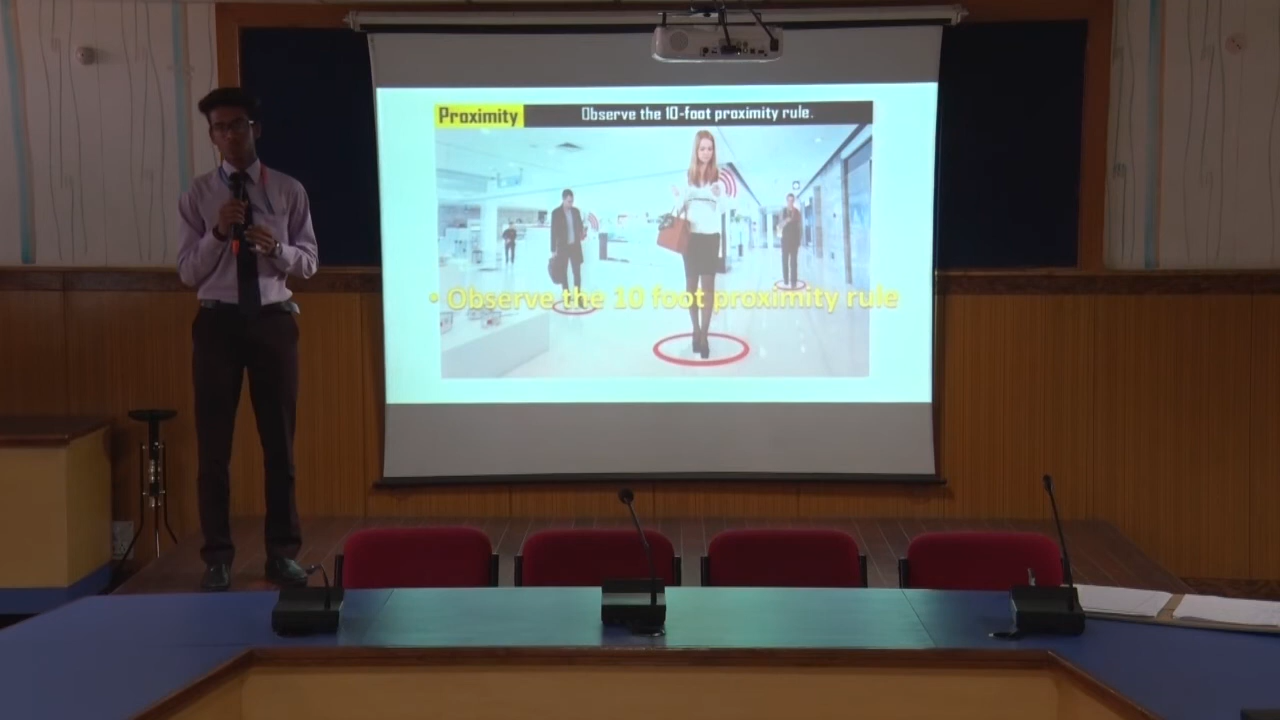 Proximity
Observe the 10-foot proximity rule.
• Observe the 10 foot proximity rule